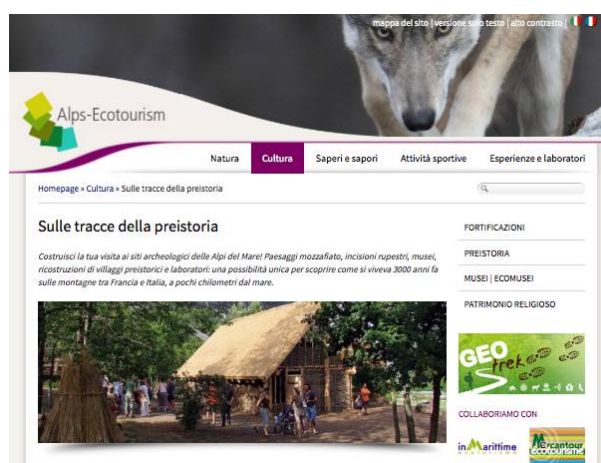 mappa del sito | versione solo testo | alto contrasto |
Alps-Ecotourism
Natura Cultura Saperi e sapori Attività sportive Esperienze e laboratori
Homepage » Cultura » Sulle tracce della preistoria
Sulle tracce della preistoria
Costruisci la tua visita ai siti archeologici delle Alpi del Mare! Paesaggi mozzafiato, incisioni rupestri, musei,
ricostruzioni di villaggi preistorici e laboratori: una possibilità unica per scoprire come si viveva 3000 anni fa
sulle montagne tra Francia e Italia, a pochi chilometri dal mare.
FORTIFICAZIONI
PREISTORIA
MUSEI | ECOMUSEI
PATRIMONIO RELIGIOSO
GEO
trek
COLLABORIAMO CON
inMarittime
ecoturismo
Mercantour
ecotourisme